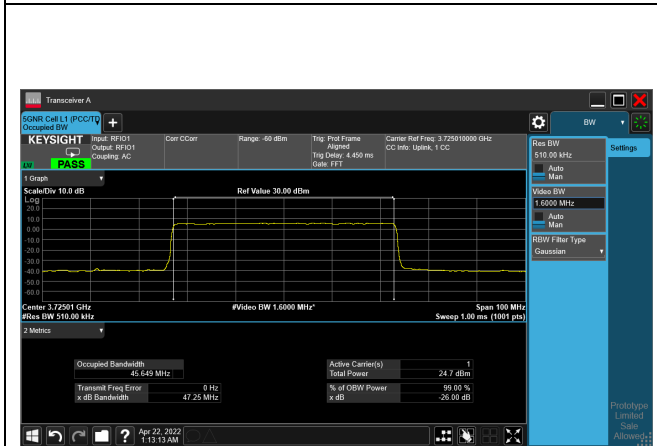 Transceiver A
5GNR Cell L1 (PCC/TD
Occupied BW
BW
KEYSIGHT
PASS
Input: RFIO1
Output: RFIO1
Coupling: AC
Corr CCorr
Range: -60 dBm
Trig: Prot Frame
Aligned
Trig Delay: 4.450 ms
Gate: FFT
Carrier Ref Freq: 3.725010000 GHz
CC Info: Uplink, 1 CC
1 Graph
Scale/Div 10.0 dB
Ref Value 30.00 dBm
Log
20.0
10.0
0.00
-10.0
-20.0
-30.0
-40.0
-50.0
-60.0
Center 3.72501 GHz
#Video BW 1.6000 MHz*
Span 100 MHz
#Res BW 510.00 kHz
Sweep 1.00 ms (1001 pts)
2 Metrics
Occupied Bandwidth
45.649 MHz
Transmit Freq Error 0 Hz
x dB Bandwidth 47.25 MHz
Active Carrier(s) 1
Total Power 24.7 dBm
% of OBW Power 99.00 %
x dB -26.00 dB
Res BW
510.00 kHz
Auto
Man
Video BW
1.6000 MHz
Auto
Man
RBW Filter Type
Gaussian
Settings
Prototype
Limited
Sale
Allowed
?
Apr 22, 2022
1:13:13 AM